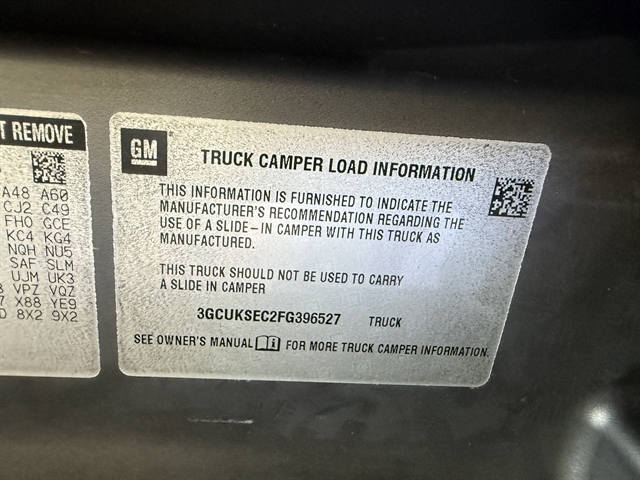 T REMOVE
A48 A60
CJ2 C49
FHO GCE
KC4 KG4
NQH NU5
SAF SLM
UJM UK3
VPZ VQZ
X88 YE9
8X2 9X2
GM
TRUCK CAMPER LOAD INFORMATION
THIS INFORMATION IS FURNISHED TO INDICATE THE
MANUFACTURER'S RECOMMENDATION REGARDING THE
USE OF A SLIDE-IN CAMPER WITH THIS TRUCK AS
MANUFACTURED.
THIS TRUCK SHOULD NOT BE USED TO CARRY
A SLIDE IN CAMPER
3GCUKSEC2FG396527 TRUCK
SEE OWNER'S MANUAL FOR MORE TRUCK CAMPER INFORMATION.